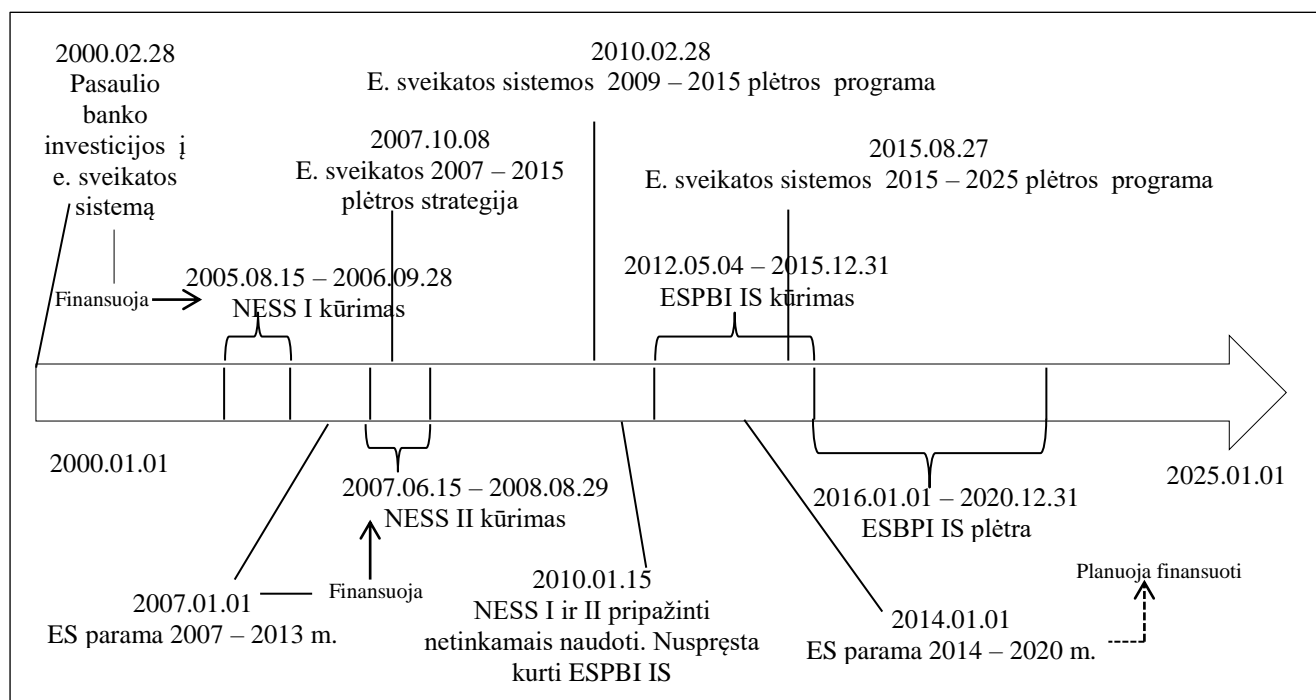 2000.02.28
Pasaulio
banko
investicijos į
e. sveikatos
sistemą
2010.02.28
E. sveikatos sistemos 2009 – 2015 plėtros programa
2007.10.08
E. sveikatos 2007 – 2015
plėtros strategija
2015.08.27
E. sveikatos sistemos 2015 – 2025 plėtros programa
Finansuoja
2005.08.15 – 2006.09.28
NESS I kūrimas
2012.05.04 – 2015.12.31
ESPBI IS kūrimas
2000.01.01
2025.01.01
2007.06.15 – 2008.08.29
NESS II kūrimas
2016.01.01 – 2020.12.31
ESBPI IS plėtra
2007.01.01
ES parama 2007 – 2013 m.
Finansuoja
2010.01.15
NESS I ir II pripažinti
netinkamais naudoti. Nuspręsta
kurti ESPBI IS
2014.01.01
ES parama 2014 – 2020 m.
Planuoja finansuoti